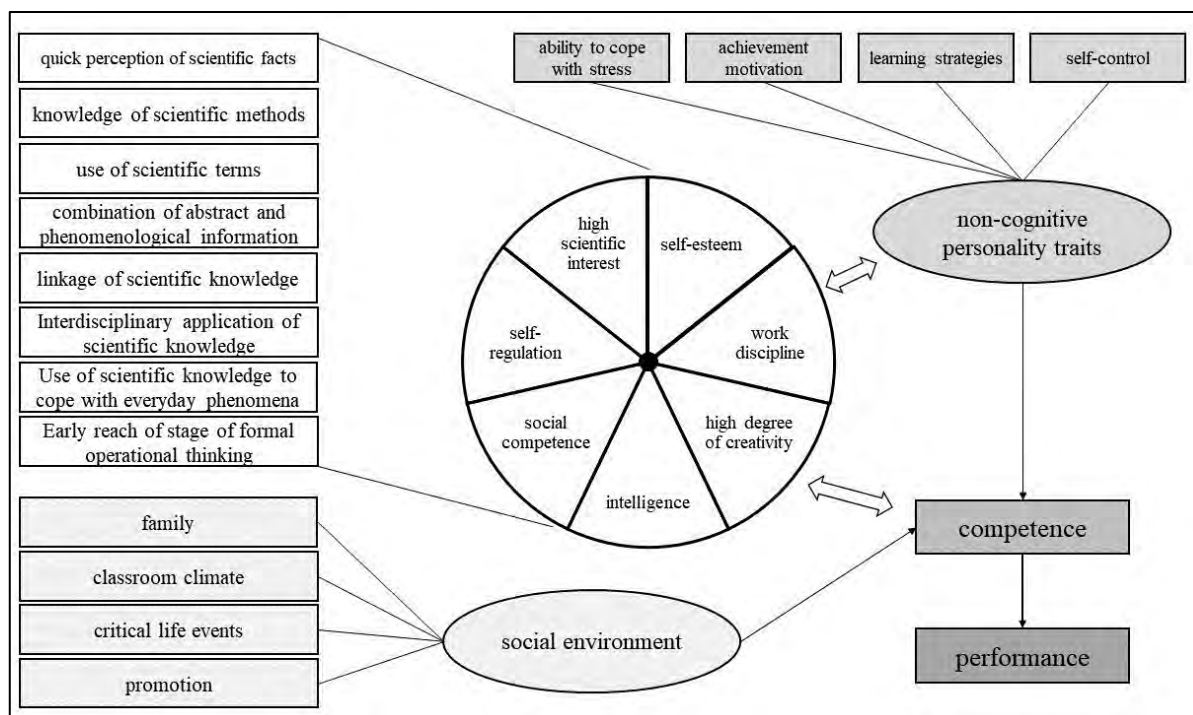 quick perception of scientific facts
knowledge of scientific methods
use of scientific terms
combination of abstract and
phenomenological information
linkage of scientific knowledge
Interdisciplinary application of
scientific knowledge
Use of scientific knowledge to
cope with everyday phenomena
Early reach of stage of formal
operational thinking
family
classroom climate
critical life events
promotion
ability to cope
with stress
achievement
motivation
learning strategies
self-control
high
scientific
interest
self-esteem
self-
regulation
work
discipline
social
competence
high degree
of creativity
intelligence
non-cognitive
personality traits
social environment
competence
performance